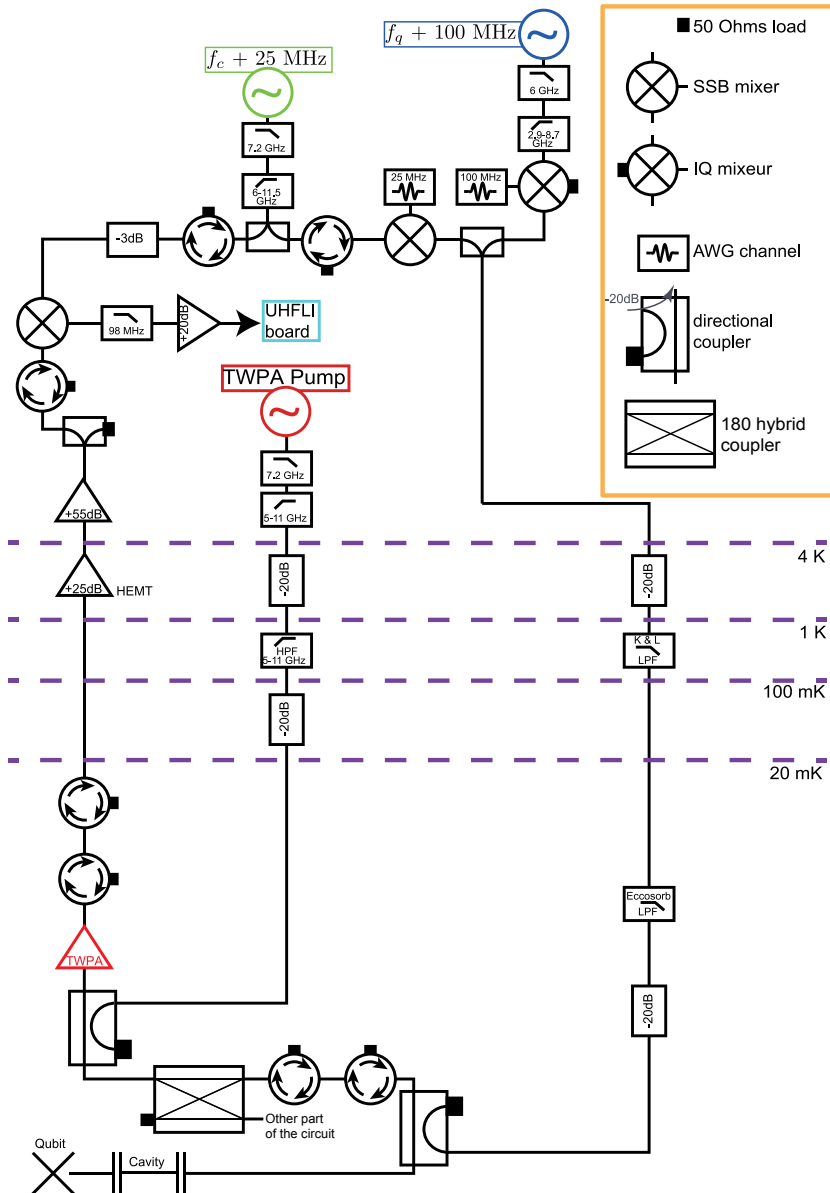 f_q + 100 MHz
f_c + 25 MHz
50 Ohms load
6 GHz
SSB mixer
7.2 GHz
2.9-8.7
GHz
IQ mixeur
6-11.5
GHz
25 MHz
100 MHz
-3dB
AWG channel
-20dB
directional
coupler
98 MHz
+20dB
UHFLI
board
TWPA Pump
180 hybrid
coupler
7.2 GHz
+55dB
5-11 GHz
4 K
+25dB
HEMT
-20dB
-20dB
1 K
HPF
5-11 GHz
K & L
LPF
100 mK
-20dB
20 mK
Eccosorb
LPF
TWPA
-20dB
Other part
of the circuit
Qubit
Cavity